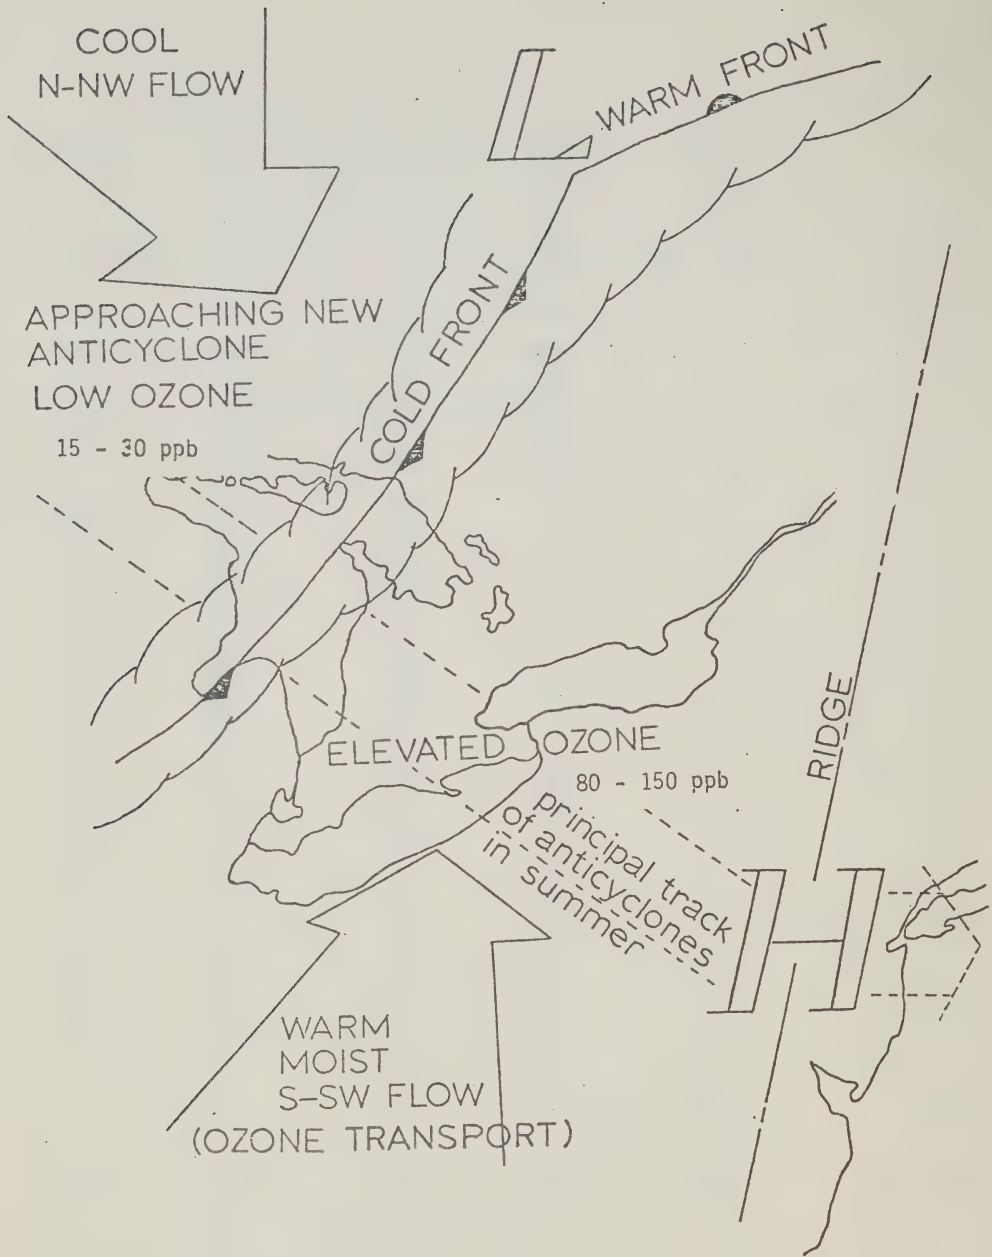 COOL
N-NW FLOW
L
WARM FRONT
COLD FRONT
APPROACHING NEW
ANTICYCLONE
LOW OZONE
15 - 30 ppb
RIDGE
ELEVATED OZONE
80 - 150 ppb
principal track
of anticyclones
in summer
H
WARM
MOIST
S-SW FLOW
(OZONE TRANSPORT)